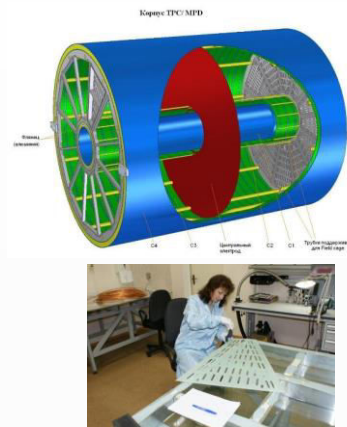 Корпус TPC/ MPD
Фланец
(алюминий)
C4
C3
Центральный
электрод
C2
C1
Трубки поддержки
для Field cage